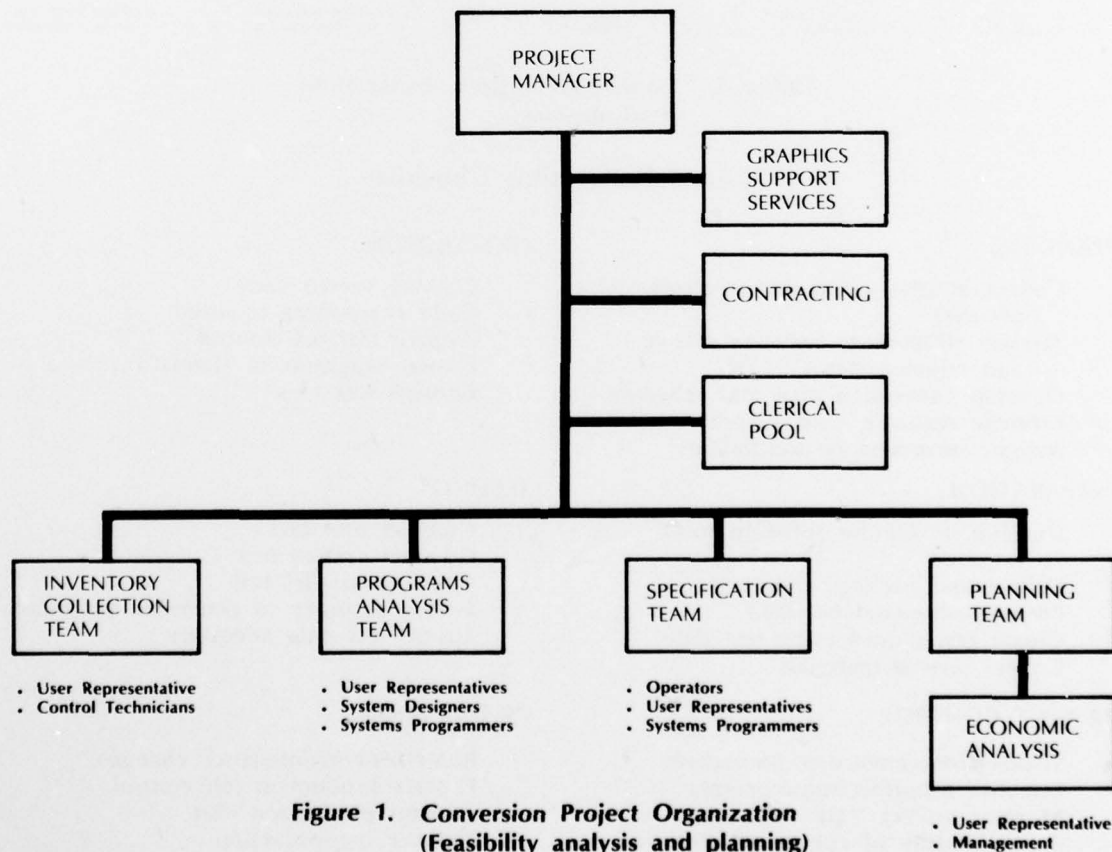 PROJECT
MANAGER
GRAPHICS
SUPPORT
SERVICES
CONTRACTING
CLERICAL
POOL
INVENTORY
COLLECTION
TEAM
• User Representative
• Control Technicians
PROGRAMS
ANALYSIS
TEAM
• User Representatives
• System Designers
• Systems Programmers
SPECIFICATION
TEAM
• Operators
• User Representatives
• Systems Programmers
PLANNING
TEAM
ECONOMIC
ANALYSIS
• User Representative
• Management
Figure 1. Conversion Project Organization
(Feasibility analysis and planning)